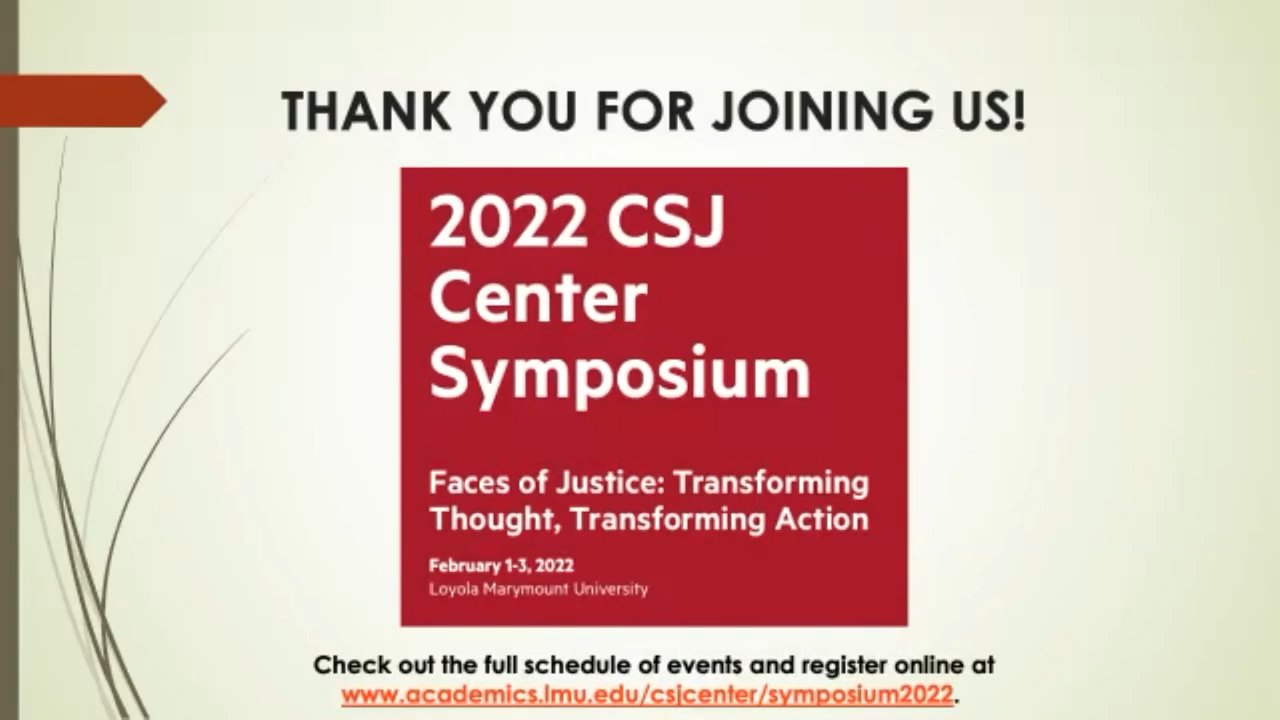 THANK YOU FOR JOINING US!
2022 CSJ
Center
Symposium
Faces of Justice: Transforming
Thought, Transforming Action
February 1-3, 2022
Loyola Marymount University
Check out the full schedule of events and register online at
www.academics.lmu.edu/csjcenter/symposium2022.